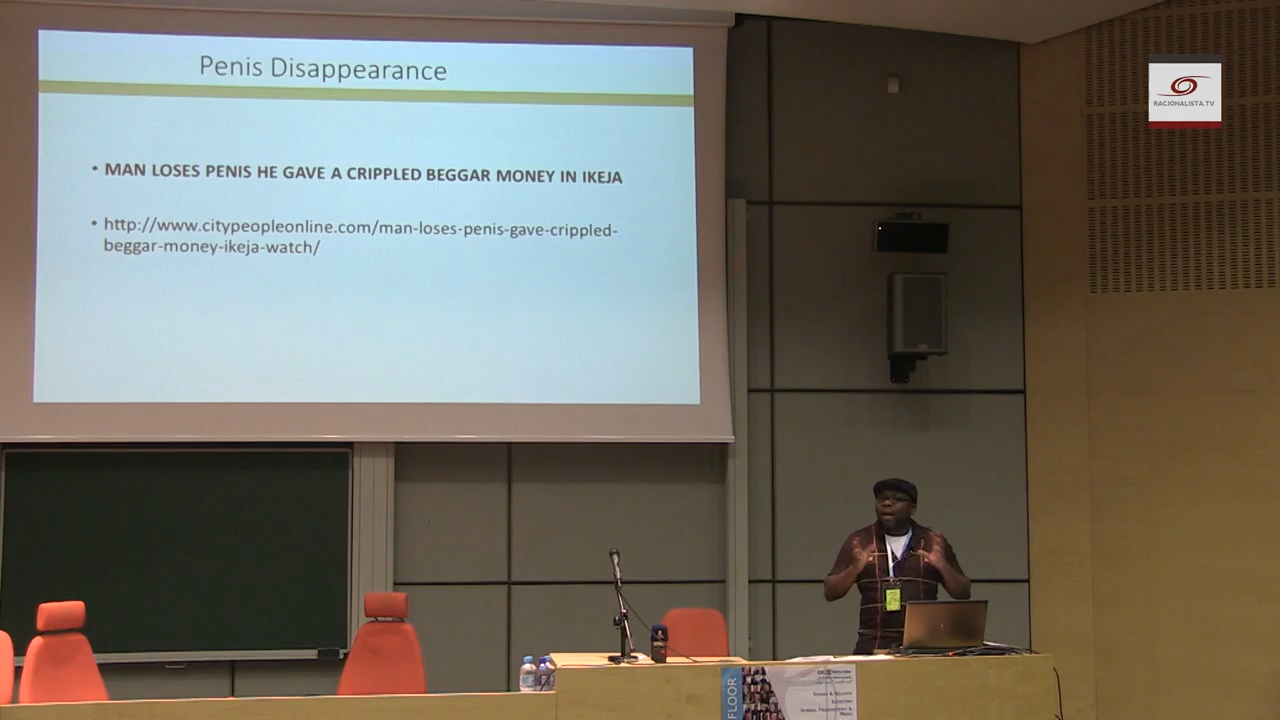 Penis Disappearance
• MAN LOSES PENIS HE GAVE A CRIPPLED BEGGAR MONEY IN IKEJA
• http://www.citypeopleonline.com/man-loses-penis-gave-crippled-
beggar-money-ikeja-watch/
RACJONALISTA.TV
FLOOR